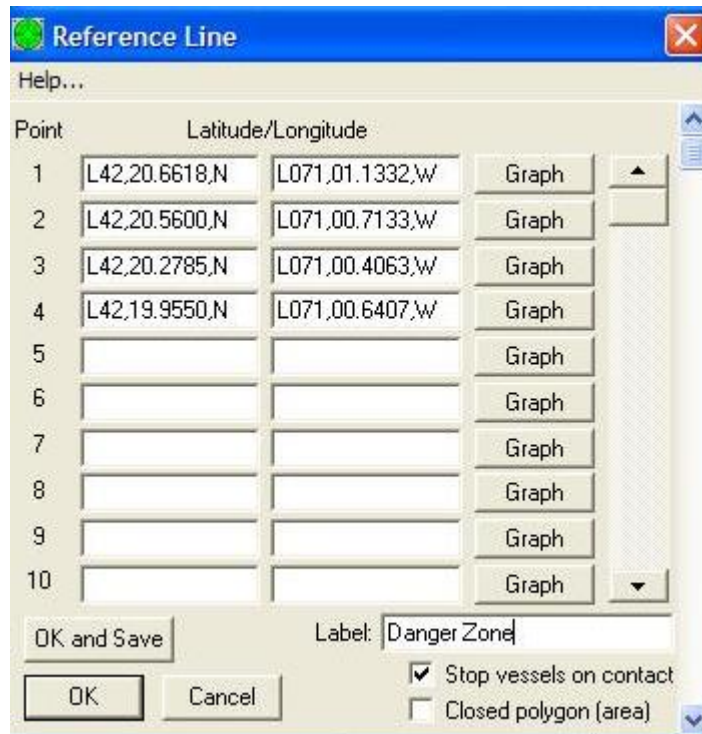 Reference Line
Help...
Point Latitude/Longitude
1 L42,20.6618,N L071,01.1332,W Graph
2 L42,20.5600,N L071,00.7133,W Graph
3 L42,20.2785,N L071,00.4063,W Graph
4 L42,19.9550,N L071,00.6407,W Graph
5 Graph
6 Graph
7 Graph
8 Graph
9 Graph
10 Graph
OK and Save Label: Danger Zone
Stop vessels on contact
OK Cancel Closed polygon (area)